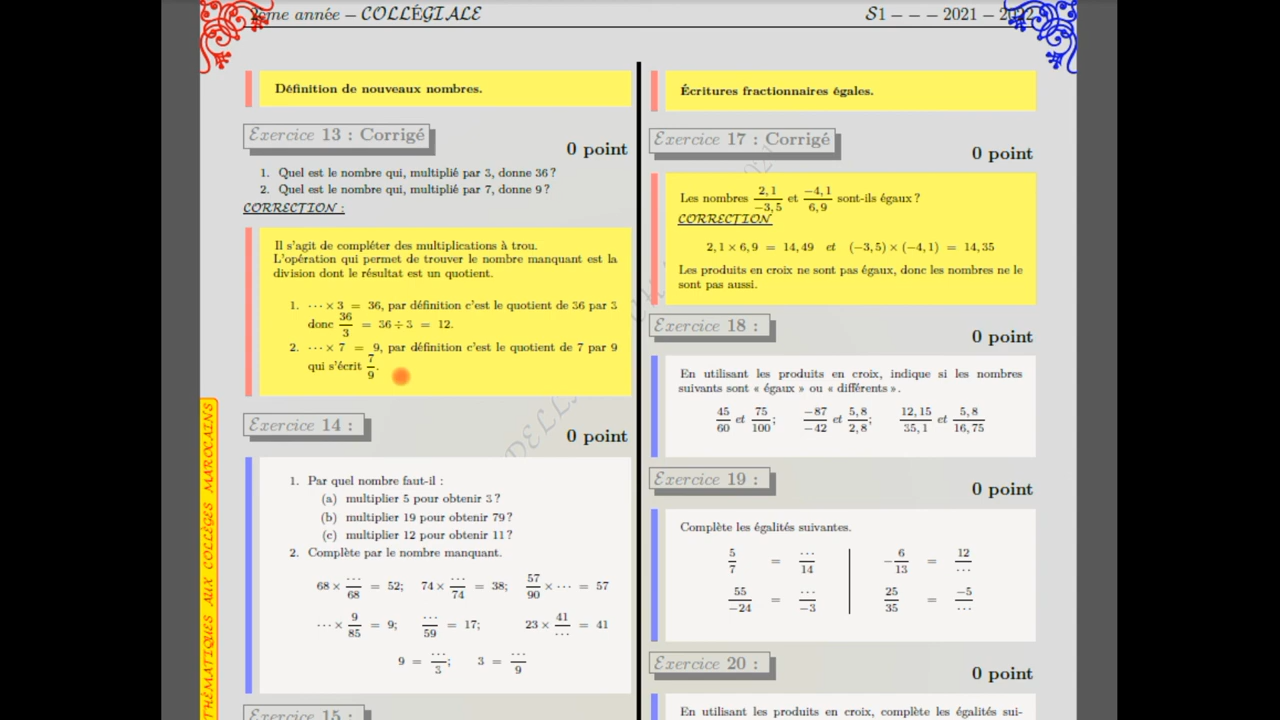 2ème année – COLLÉGIALE
S1 - - - 2021 – 2022
Définition de nouveaux nombres.
Exercice 13 : Corrigé
0 point
1. Quel est le nombre qui, multiplié par 3, donne 36 ?
2. Quel est le nombre qui, multiplié par 7, donne 9 ?
CORRECTION :
Il s'agit de compléter des multiplications à trou.
L'opération qui permet de trouver le nombre manquant est la
division dont le résultat est un quotient.
1. ··· × 3 = 36, par définition c'est le quotient de 36 par 3
donc 36/3 = 36 ÷ 3 = 12.
2. ··· × 7 = 9, par définition c'est le quotient de 7 par 9
qui s'écrit 7/9.
Exercice 14 :
0 point
1. Par quel nombre faut-il :
(a) multiplier 5 pour obtenir 3 ?
(b) multiplier 19 pour obtenir 79 ?
(c) multiplier 12 pour obtenir 11 ?
2. Complète par le nombre manquant.
68 × ···/68 = 52; 74 × ···/74 = 38; 57/90 × ··· = 57
··· × 9/85 = 9; ···/59 = 17; 23 × 41/··· = 41
9 = ···/3; 3 = ···/9
Exercice 15 :
Écritures fractionnaires égales.
Exercice 17 : Corrigé
0 point
Les nombres 2,1/−3,5 et −4,1/6,9 sont-ils égaux ?
CORRECTION
2,1 × 6,9 = 14,49 et (−3,5) × (−4,1) = 14,35
Les produits en croix ne sont pas égaux, donc les nombres ne le
sont pas aussi.
Exercice 18 :
0 point
En utilisant les produits en croix, indique si les nombres
suivants sont « égaux » ou « différents ».
45/60 et 75/100; −87/−42 et 5,8/2,8; 12,15/35,1 et 5,8/16,75
Exercice 19 :
0 point
Complète les égalités suivantes.
5/7 = ···/14 −6/13 = 12/···
55/−24 = ···/−3 25/35 = −5/···
Exercice 20 :
0 point
En utilisant les produits en croix, complète les égalités sui-
THÉMATIQUES AUX COLLÈGES MAROCAINS